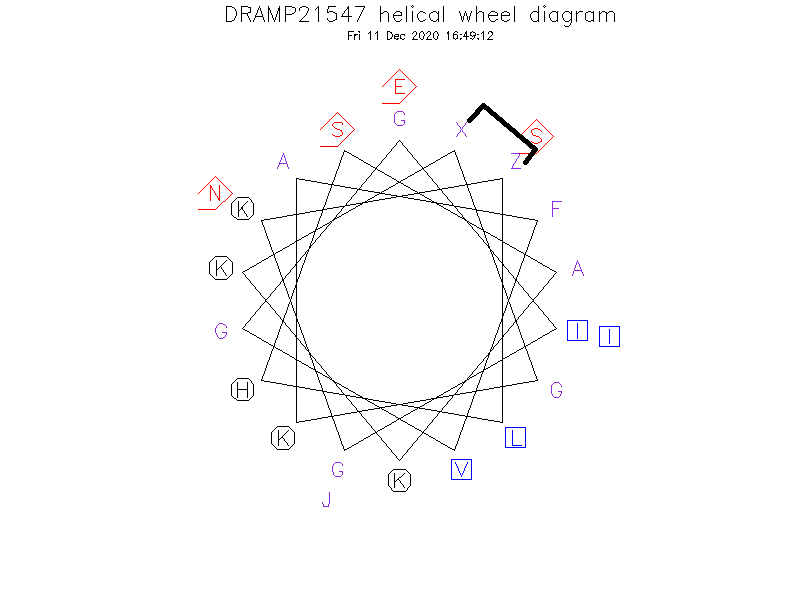 DRAMP21547 helical wheel diagram
Fri 11 Dec 2020 16:49:12
E
G
S
X
S
A
Z
N
K
F
K
A
G
I
I
H
G
K
L
G
V
K
J